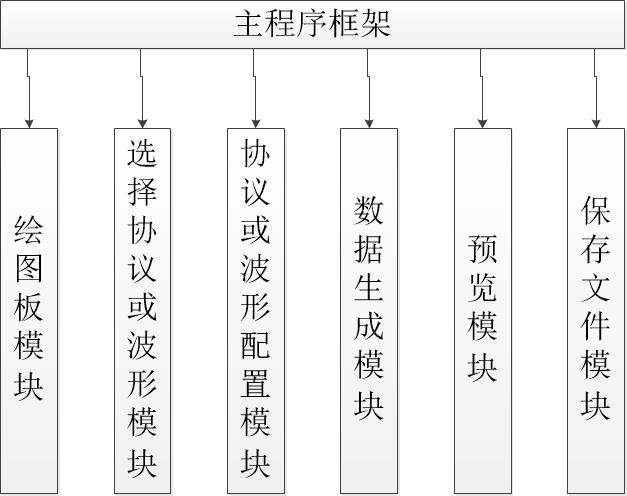 主程序框架
绘图板模块
选择协议或波形模块
协议或波形配置模块
数据生成模块
预览模块
保存文件模块